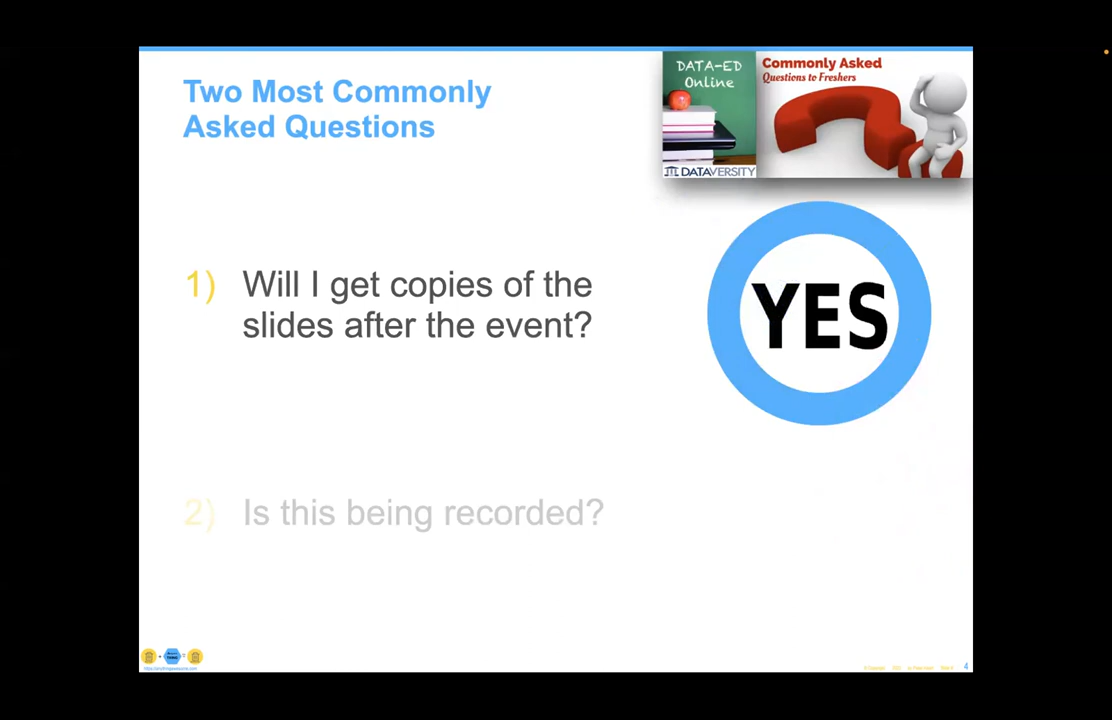 Two Most Commonly
Asked Questions
DATA-ED
Online
DATAVERSITY
Commonly Asked
Questions to Freshers
1) Will I get copies of the
slides after the event?
YES
2) Is this being recorded?
4